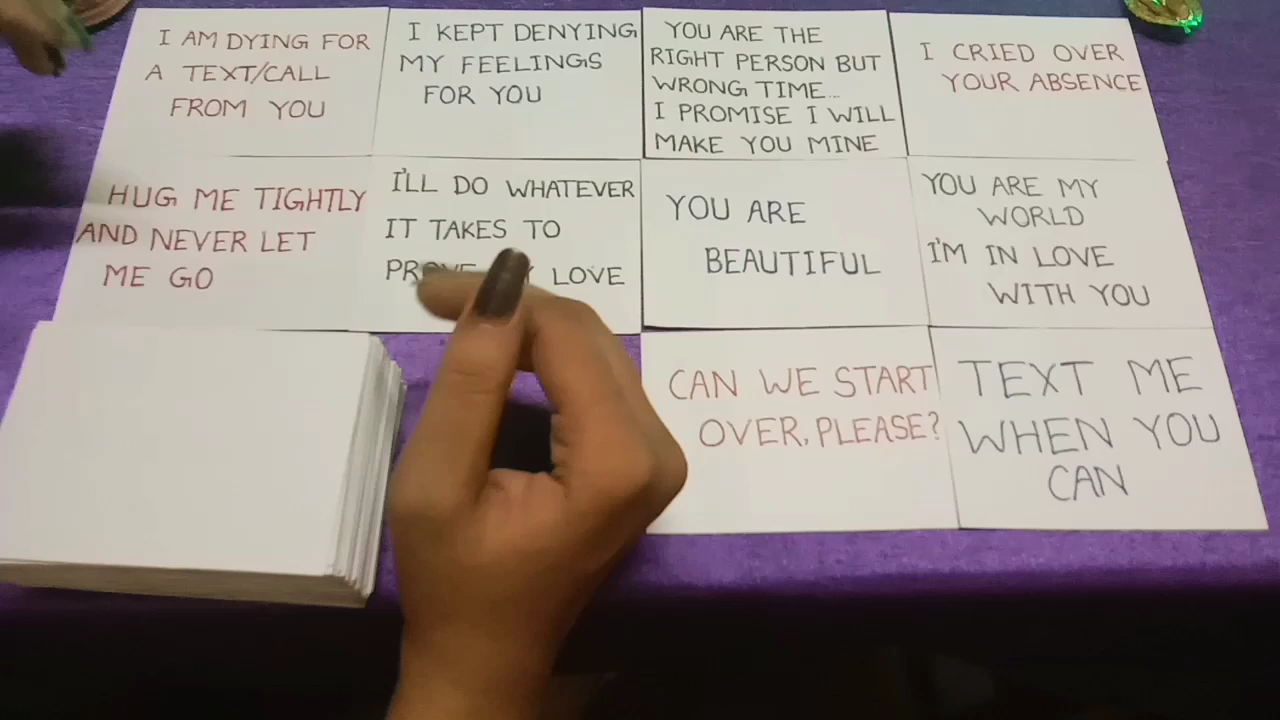 I AM DYING FOR
A TEXT/CALL
FROM YOU
I KEPT DENYING
MY FEELINGS
FOR YOU
YOU ARE THE
RIGHT PERSON BUT
WRONG TIME...
I PROMISE I WILL
MAKE YOU MINE
I CRIED OVER
YOUR ABSENCE
HUG ME TIGHTLY
AND NEVER LET
ME GO
I'LL DO WHATEVER
IT TAKES TO
PROVE LOVE
YOU ARE
BEAUTIFUL
YOU ARE MY
WORLD
I'M IN LOVE
WITH YOU
CAN WE START
OVER, PLEASE?
TEXT ME
WHEN YOU
CAN